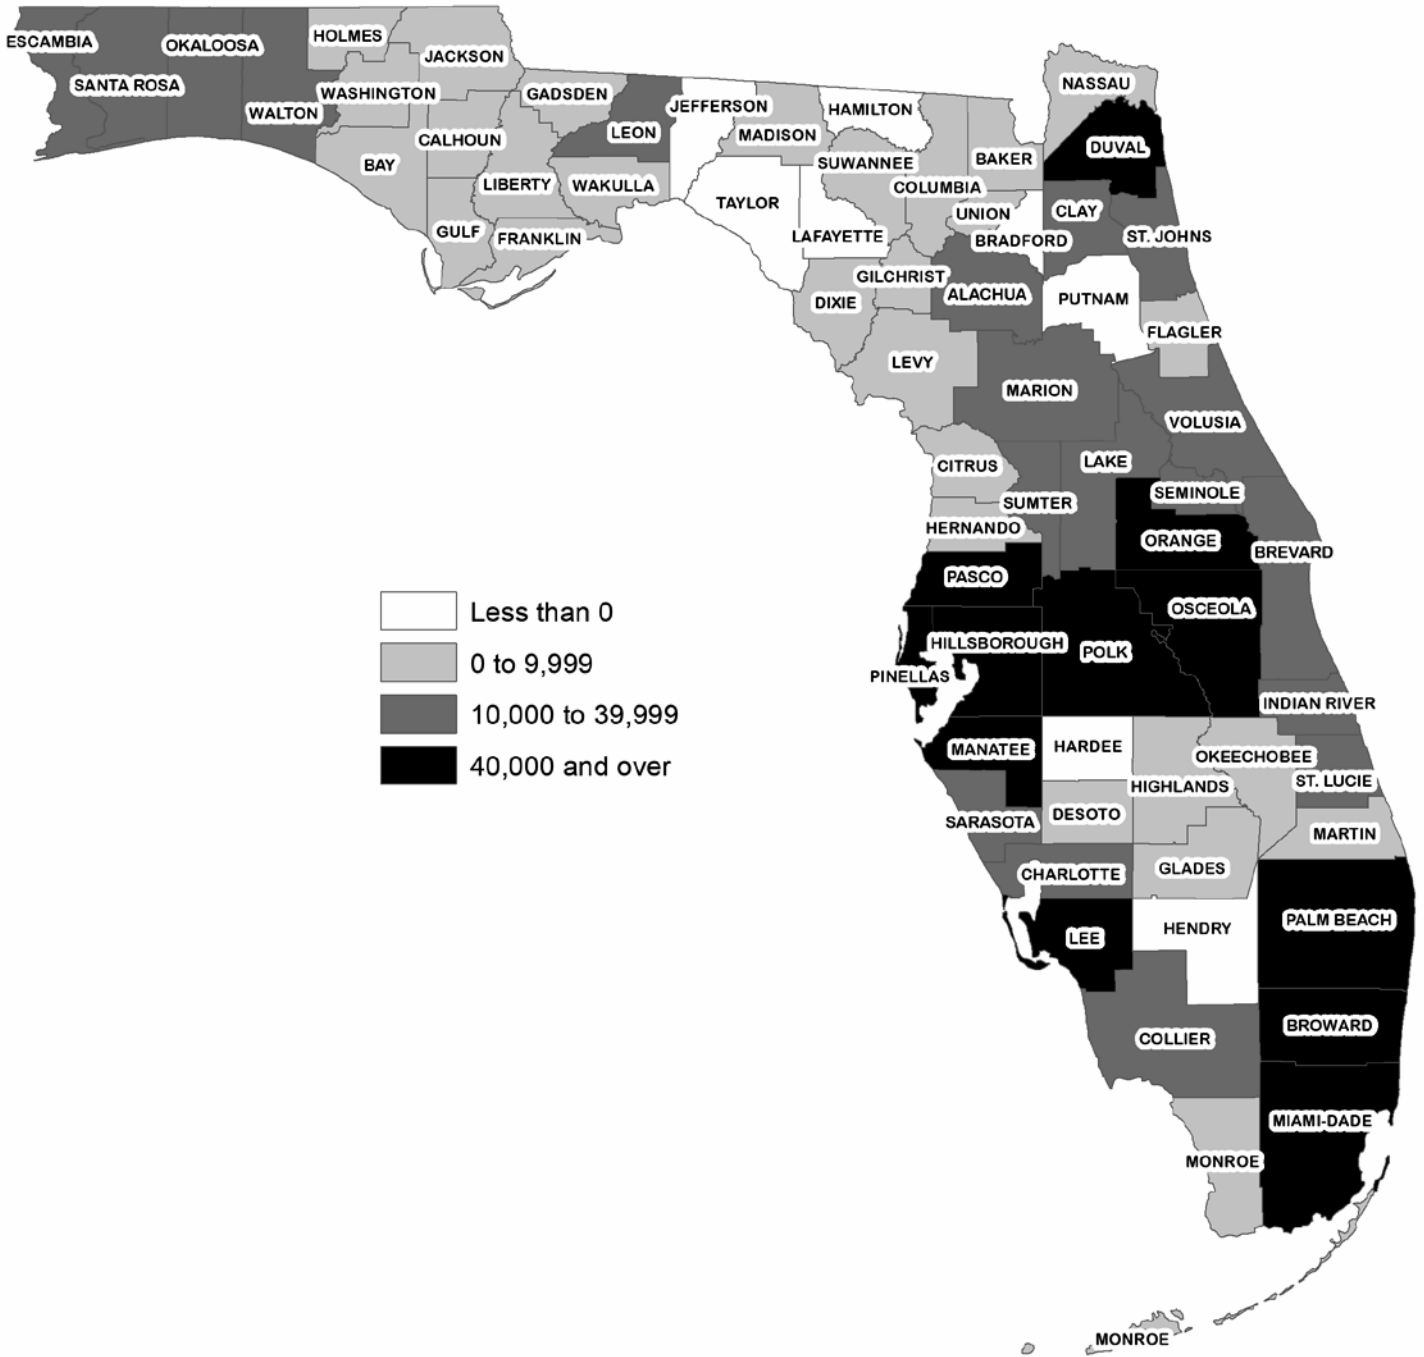 HOLMES
ESCAMBIA
OKALOOSA
JACKSON
SANTA ROSA
WASHINGTON
GADSDEN
NASSAU
WALTON
JEFFERSON
HAMILTON
LEON
MADISON
CALHOUN
DUVAL
BAY
SUWANNEE
BAKER
LIBERTY
WAKULLA
COLUMBIA
TAYLOR
UNION
CLAY
GULF
FRANKLIN
LAFAYETTE
BRADFORD
ST. JOHNS
GILCHRIST
DIXIE
ALACHUA
PUTNAM
FLAGLER
LEVY
MARION
VOLUSIA
CITRUS
LAKE
SUMTER
SEMINOLE
HERNANDO
ORANGE
BREVARD
PASCO
OSCEOLA
Less than 0
0 to 9,999
10,000 to 39,999
40,000 and over
HILLSBOROUGH
POLK
PINELLAS
INDIAN RIVER
MANATEE
HARDEE
OKEECHOBEE
HIGHLANDS
ST. LUCIE
SARASOTA
DESOTO
MARTIN
CHARLOTTE
GLADES
LEE
HENDRY
PALM BEACH
COLLIER
BROWARD
MIAMI-DADE
MONROE
MONROE